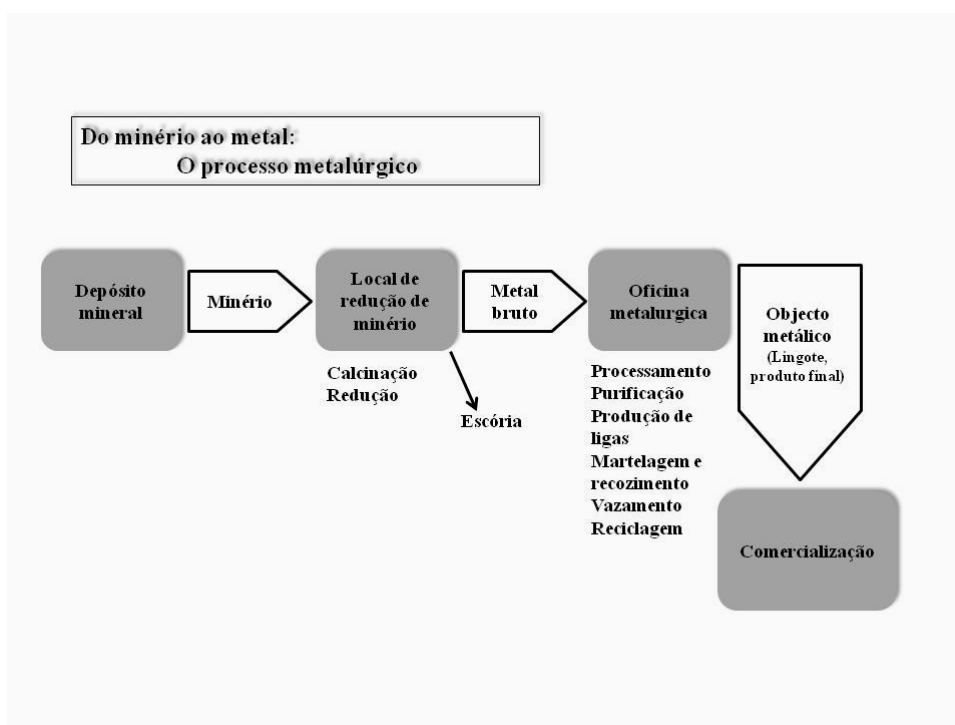 Do minério ao metal:
O processo metalúrgico
Depósito
mineral
Minério
Local de
redução de
minério
Calcinação
Redução
Escória
Metal
bruto
Oficina
metalurgica
Processamento
Purificação
Produção de
ligas
Martelagem e
recozimento
Vazamento
Reciclagem
Objecto
metálico
(Lingote,
produto final)
Comercialização